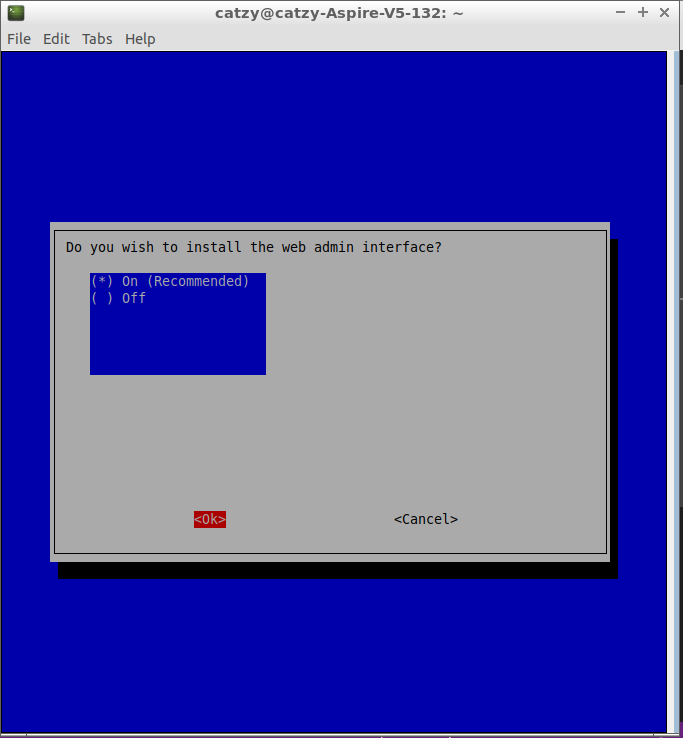 catzy@catzy-Aspire-V5-132: ~
File Edit Tabs Help
Do you wish to install the web admin interface?
(*) On (Recommended)
( ) Off
<Ok> <Cancel>